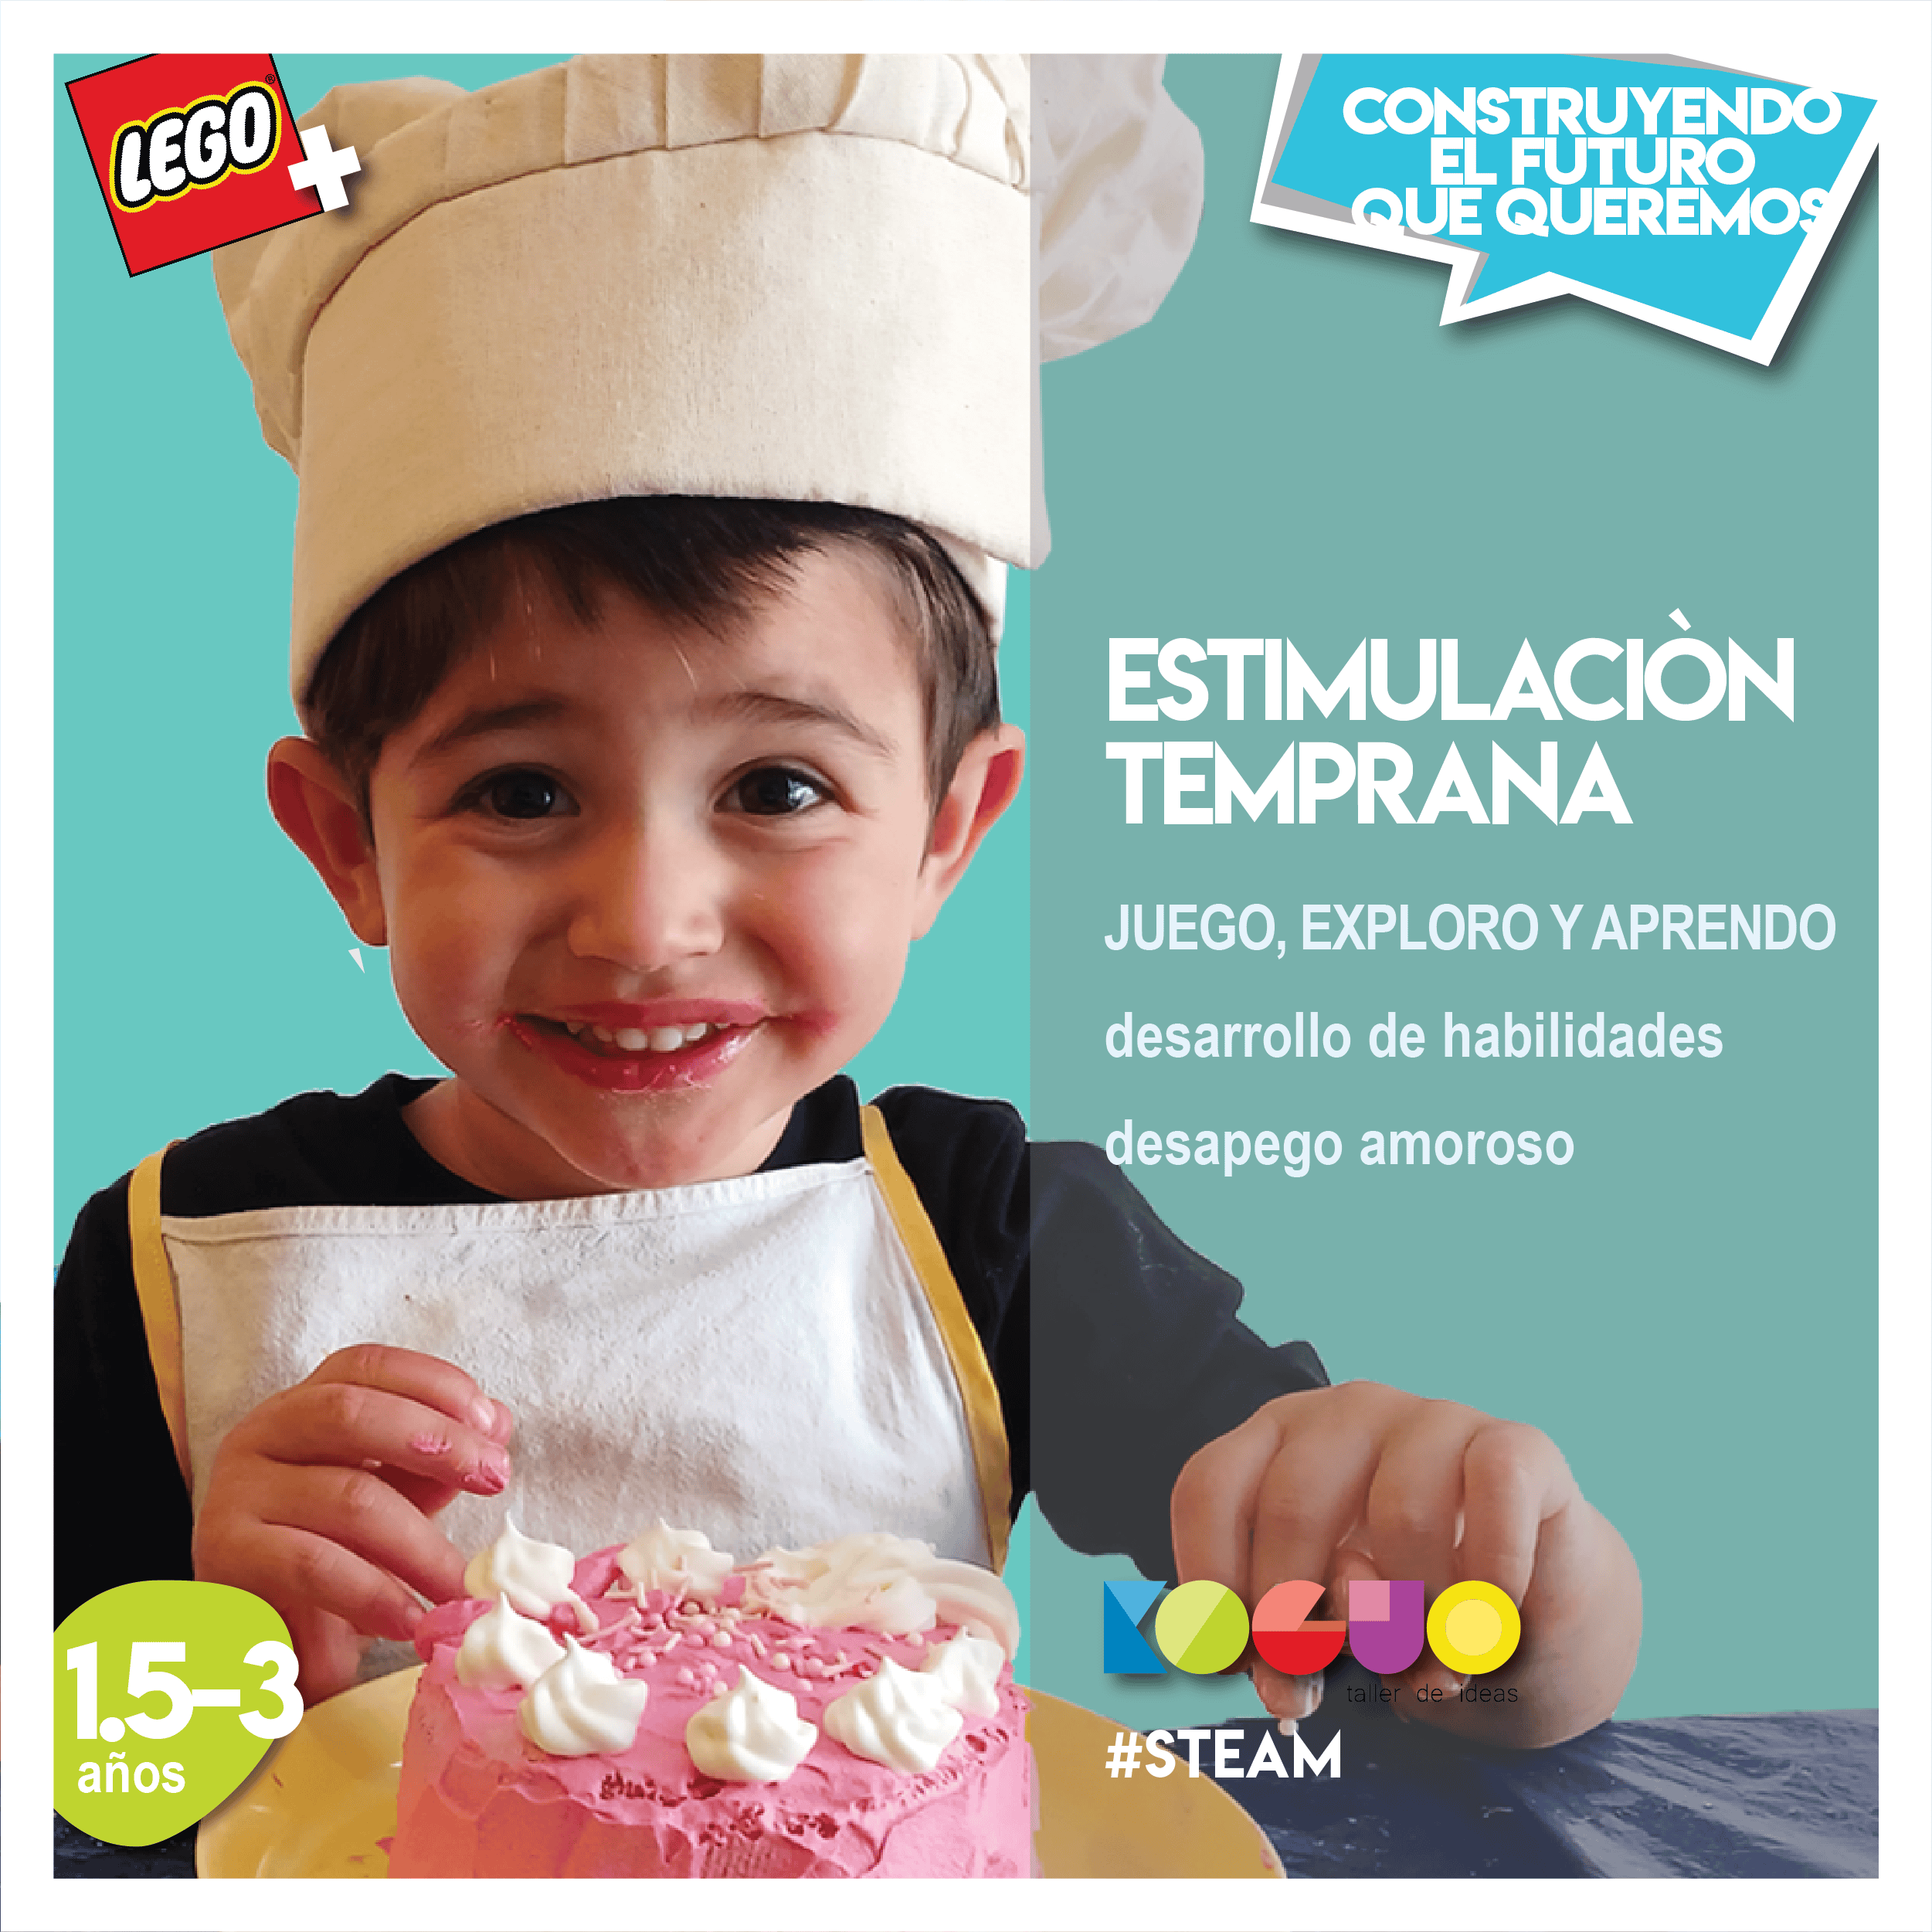 LEGO®
+
CONSTRUYENDO
EL FUTURO
QUE QUEREMOS
ESTIMULACIÒN
TEMPRANA
JUEGO, EXPLORO Y APRENDO
desarrollo de habilidades
desapego amoroso
KOGUO
taller de ideas
#STEAM
1.5-3
años